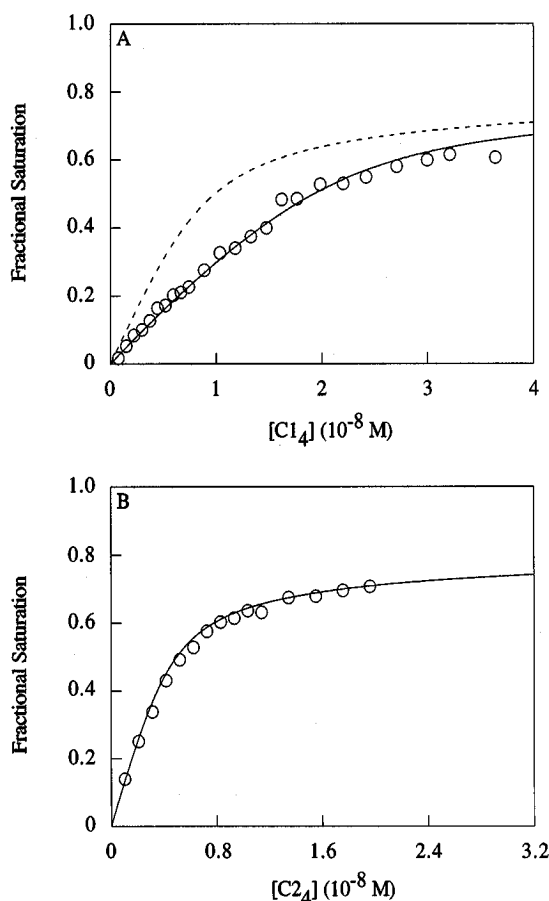 A
1.0
0.8
0.6
0.4
0.2
0
Fractional Saturation
0 1 2 3 4
[C1₄] (10⁻⁸ M)
B
1.0
0.8
0.6
0.4
0.2
0
Fractional Saturation
0 0.8 1.6 2.4 3.2
[C2₄] (10⁻⁸ M)